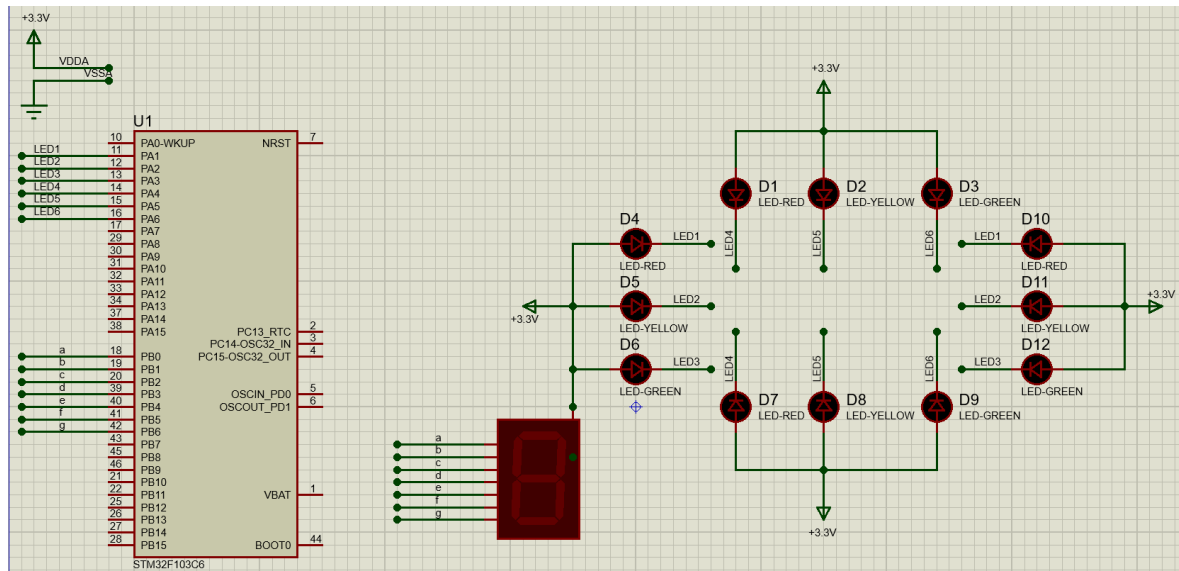 +3.3V
VDDA
VSSA
U1
10 PA0-WKUP NRST 7
LED1 11 PA1
LED2 12 PA2
LED3 13 PA3
LED4 14 PA4
LED5 15 PA5
LED6 16 PA6
17 PA7
29 PA8
30 PA9
31 PA10
32 PA11
33 PA12
34 PA13
37 PA14
38 PA15 PC13_RTC 2
PC14-OSC32_IN 3
a 18 PB0 PC15-OSC32_OUT 4
b 19 PB1
c 20 PB2
d 39 PB3 OSCIN_PD0 5
e 40 PB4 OSCOUT_PD1 6
f 41 PB5
g 42 PB6
43 PB7
45 PB8
46 PB9
21 PB10
22 PB11 VBAT 1
25 PB12
26 PB13
27 PB14
28 PB15 BOOT0 44
STM32F103C6
+3.3V
D1
LED-RED
D2
LED-YELLOW
D3
LED-GREEN
LED4
LED5
LED6
D4
LED1
LED-RED
D5
LED2
LED-YELLOW
D6
LED3
LED-GREEN
+3.3V
D10
LED1
LED-RED
D11
LED2
LED-YELLOW
D12
LED3
LED-GREEN
+3.3V
LED4
LED5
LED6
D7
LED-RED
D8
LED-YELLOW
D9
LED-GREEN
+3.3V
a
b
c
d
e
f
g